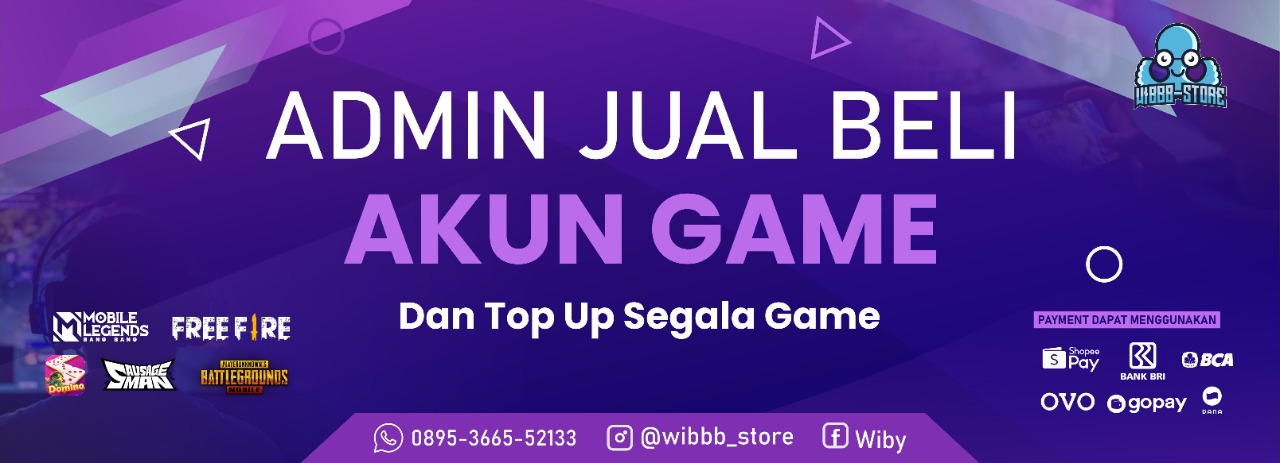 WIBBB-STORE
ADMIN JUAL BELI
AKUN GAME
Dan Top Up Segala Game
MOBILE
LEGENDS
BANG BANG
FREE FIRE
Domino
SAUSAGE
MAN
PLAYERUNKNOWN'S
BATTLEGROUNDS
MOBILE
PAYMENT DAPAT MENGGUNAKAN
Shopee
Pay
BANK BRI
BCA
OVO
gopay
DANA
0895-3665-52133
@wibbb_store
Wiby